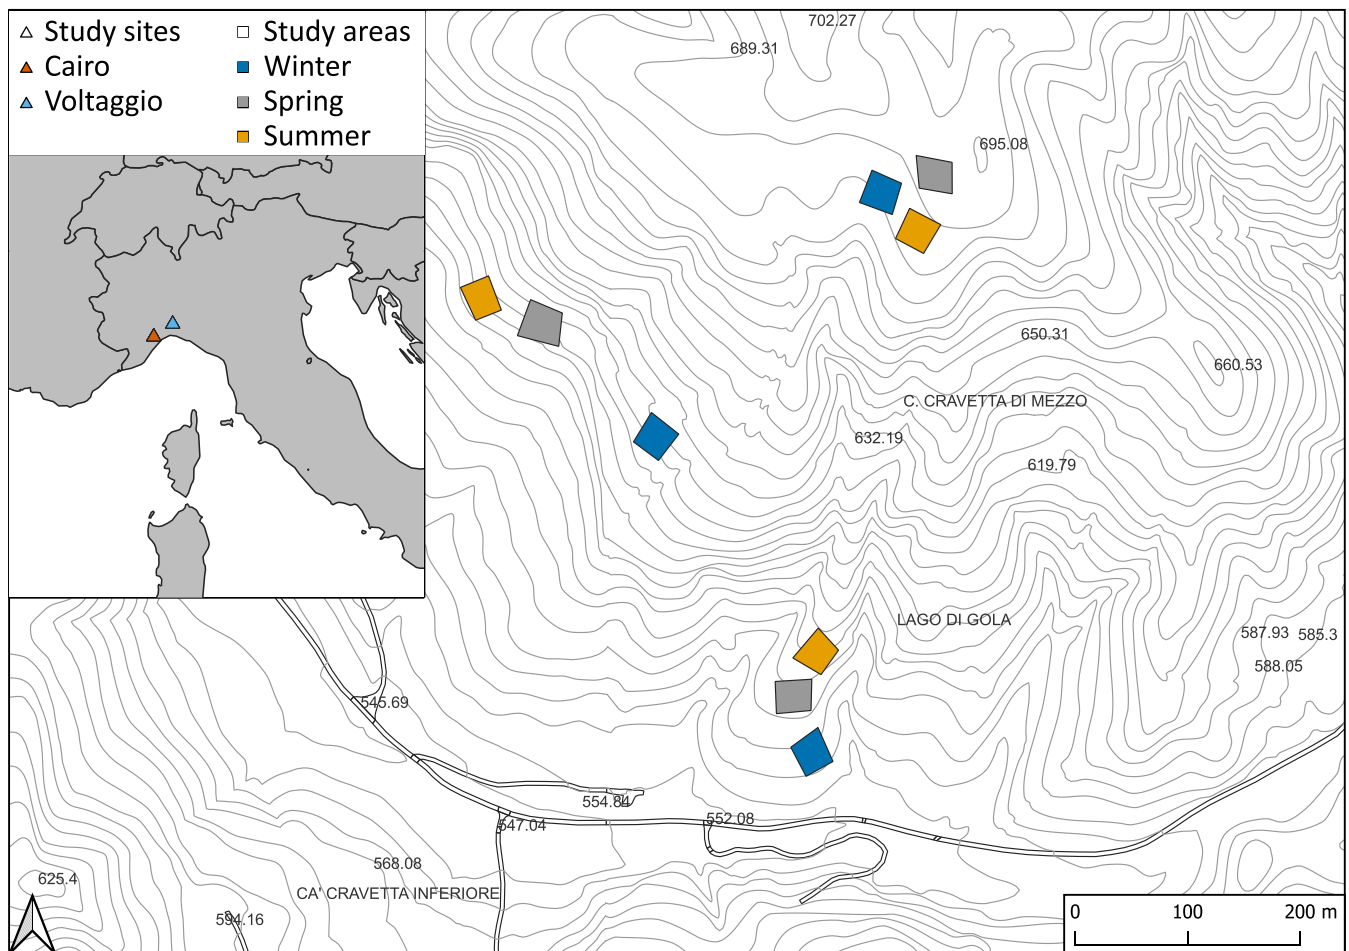 Study sites
Cairo
Voltaggio
Study areas
Winter
Spring
Summer
702.27
689.31
695.08
650.31
660.53
C. CRAVETTA DI MEZZO
632.19
619.79
LAGO DI GOLA
587.93
585.3
588.05
545.69
554.84
547.04
552.08
568.08
625.4
CA' CRAVETTA INFERIORE
594.16
0 100 200 m